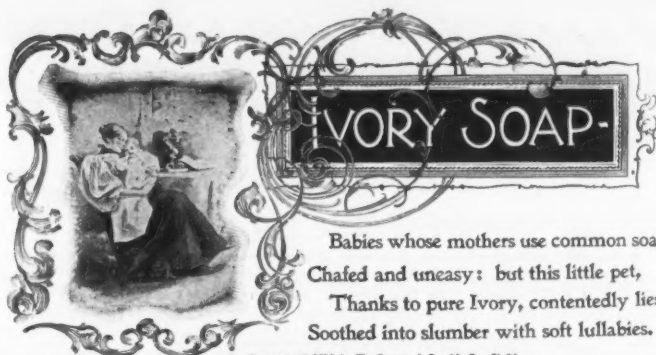 IVORY SOAP-
Babies whose mothers use common soap
Chafed and uneasy: but this little pet,
Thanks to pure Ivory, contentedly lies
Soothed into slumber with soft lullabies.